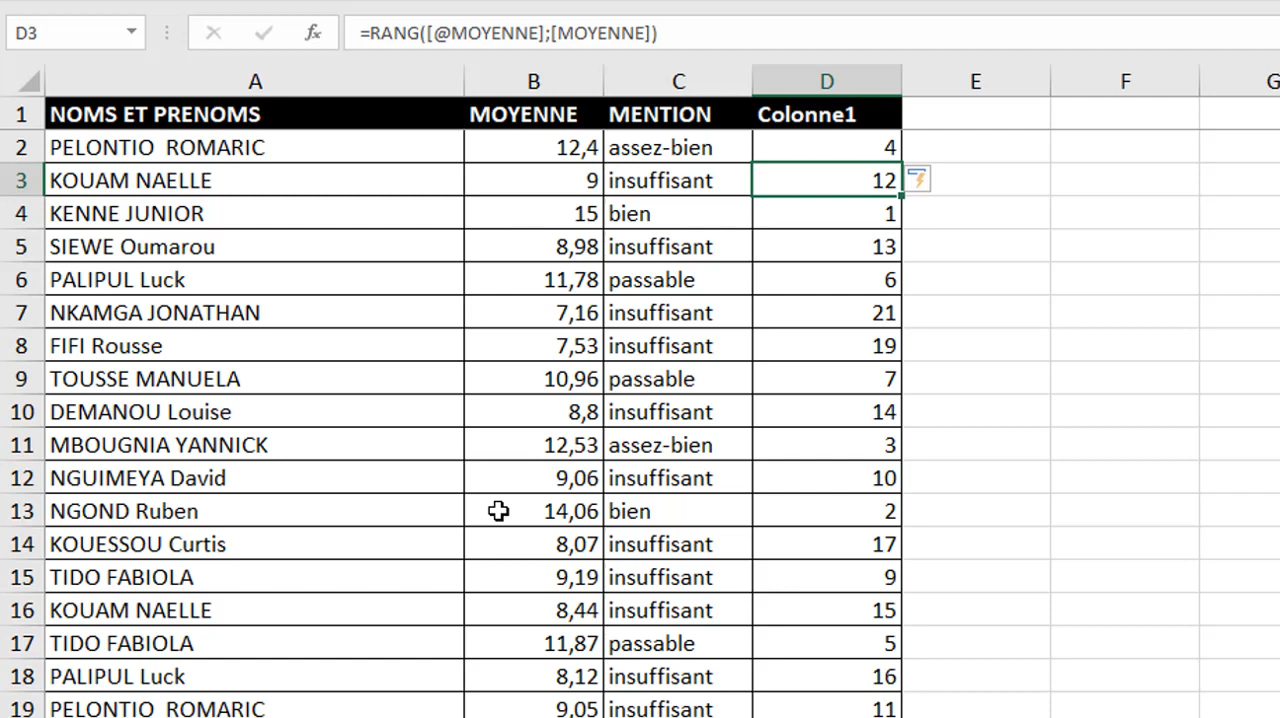 D3 fx =RANG([@MOYENNE];[MOYENNE])
A B C D E F G
1 NOMS ET PRENOMS MOYENNE MENTION Colonne1
2 PELONTIO  ROMARIC 12,4 assez-bien 4
3 KOUAM NAELLE 9 insuffisant 12
4 KENNE JUNIOR 15 bien 1
5 SIEWE Oumarou 8,98 insuffisant 13
6 PALIPUL Luck 11,78 passable 6
7 NKAMGA JONATHAN 7,16 insuffisant 21
8 FIFI Rousse 7,53 insuffisant 19
9 TOUSSE MANUELA 10,96 passable 7
10 DEMANOU Louise 8,8 insuffisant 14
11 MBOUGNIA YANNICK 12,53 assez-bien 3
12 NGUIMEYA David 9,06 insuffisant 10
13 NGOND Ruben 14,06 bien 2
14 KOUESSOU Curtis 8,07 insuffisant 17
15 TIDO FABIOLA 9,19 insuffisant 9
16 KOUAM NAELLE 8,44 insuffisant 15
17 TIDO FABIOLA 11,87 passable 5
18 PALIPUL Luck 8,12 insuffisant 16
19 PELONTIO  ROMARIC 9,05 insuffisant 11